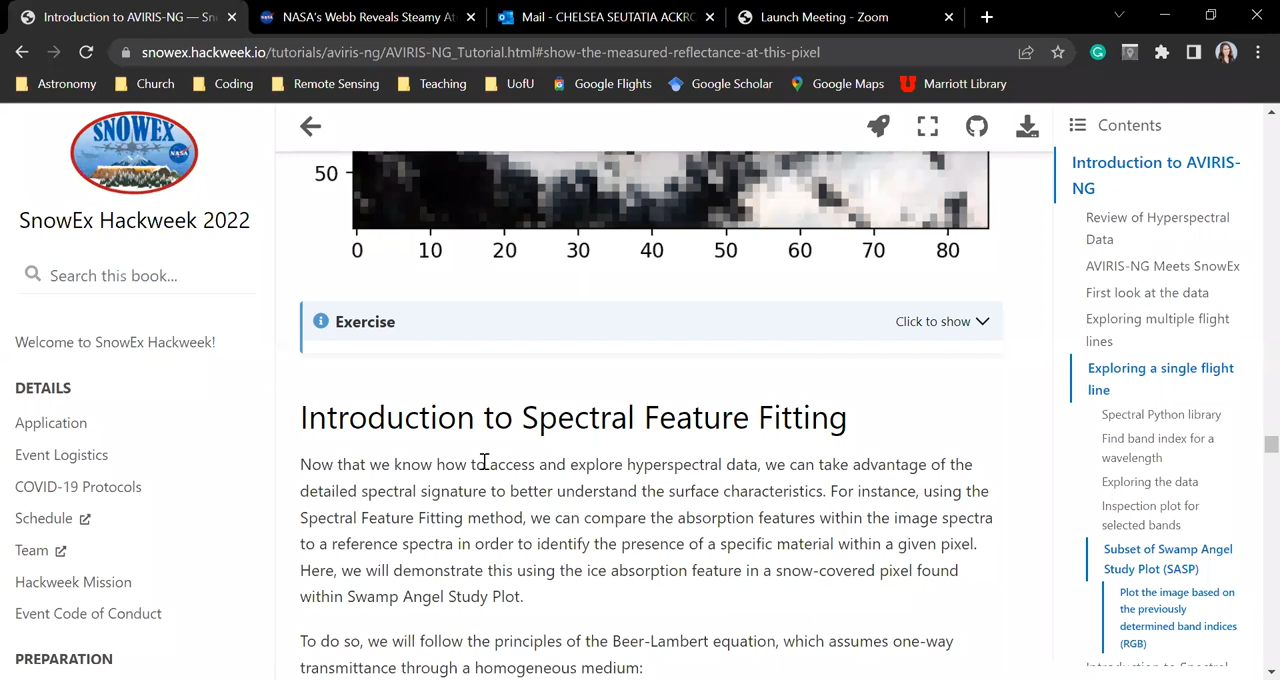 Introduction to AVIRIS-NG — Sn
NASA's Webb Reveals Steamy At
Mail - CHELSEA SEUTATIA ACKRO
Launch Meeting - Zoom
snowex.hackweek.io/tutorials/aviris-ng/AVIRIS-NG_Tutorial.html#show-the-measured-reflectance-at-this-pixel
Astronomy
Church
Coding
Remote Sensing
Teaching
UofU
Google Flights
Google Scholar
Google Maps
Marriott Library
SNOWEX
NASA
SnowEx Hackweek 2022
Search this book...
Welcome to SnowEx Hackweek!
DETAILS
Application
Event Logistics
COVID-19 Protocols
Schedule
Team
Hackweek Mission
Event Code of Conduct
PREPARATION
50
0 10 20 30 40 50 60 70 80
Exercise
Click to show
Introduction to Spectral Feature Fitting
Now that we know how to access and explore hyperspectral data, we can take advantage of the
detailed spectral signature to better understand the surface characteristics. For instance, using the
Spectral Feature Fitting method, we can compare the absorption features within the image spectra
to a reference spectra in order to identify the presence of a specific material within a given pixel.
Here, we will demonstrate this using the ice absorption feature in a snow-covered pixel found
within Swamp Angel Study Plot.
To do so, we will follow the principles of the Beer-Lambert equation, which assumes one-way
transmittance through a homogeneous medium:
Contents
Introduction to AVIRIS-
NG
Review of Hyperspectral
Data
AVIRIS-NG Meets SnowEx
First look at the data
Exploring multiple flight
lines
Exploring a single flight
line
Spectral Python library
Find band index for a
wavelength
Exploring the data
Inspection plot for
selected bands
Subset of Swamp Angel
Study Plot (SASP)
Plot the image based on
the previously
determined band indices
(RGB)
Introduction to Spectral